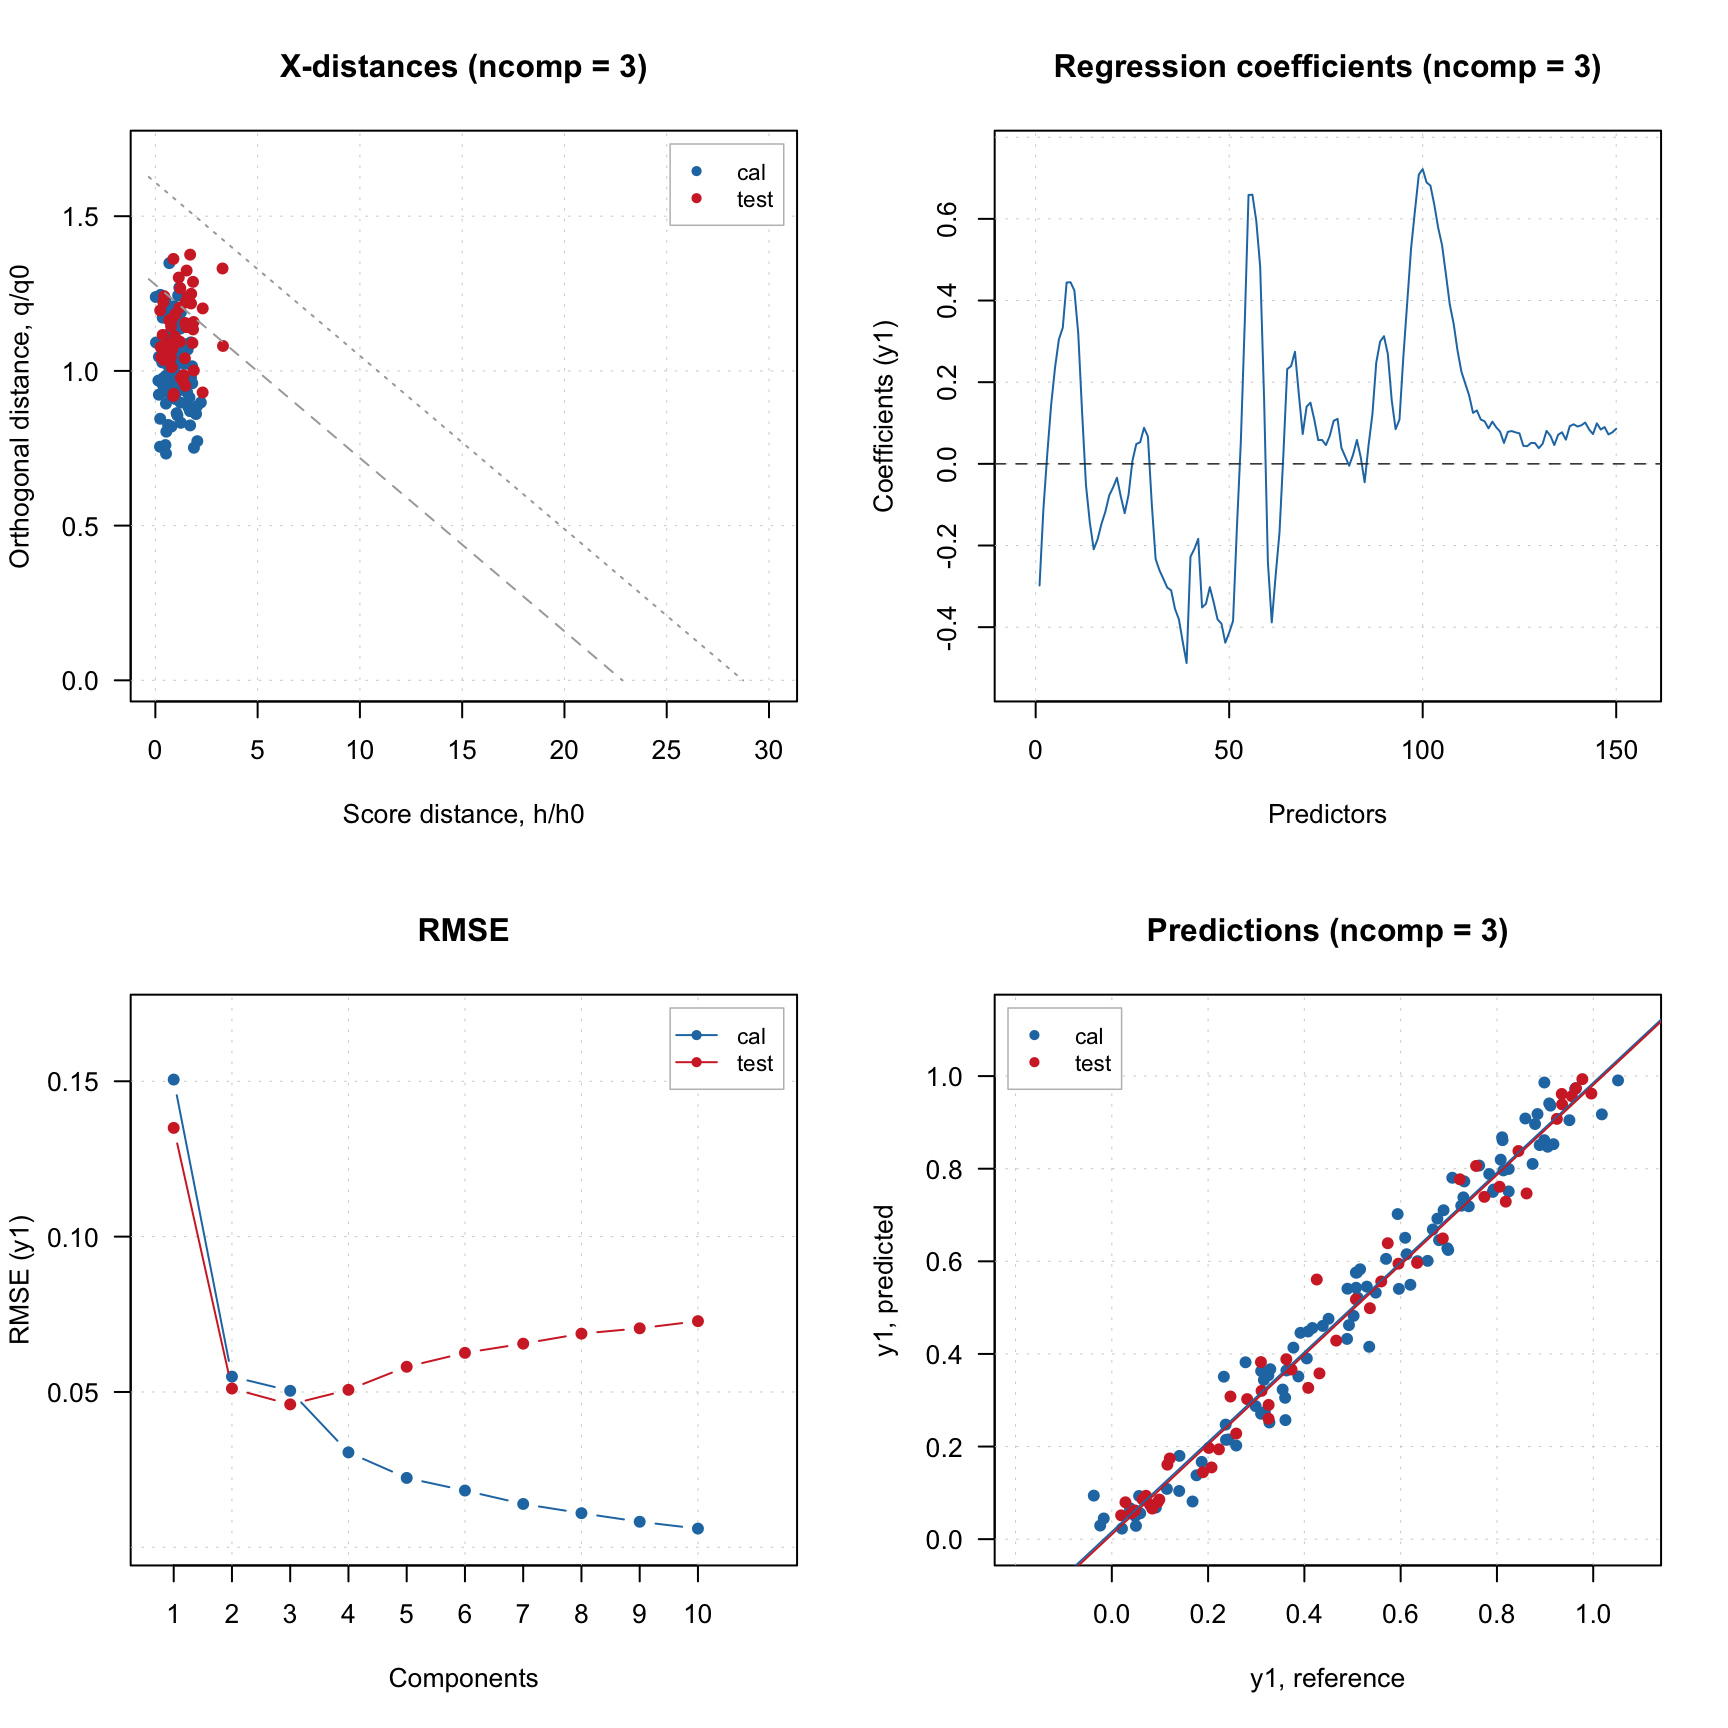 X-distances (ncomp = 3)
cal
test
Orthogonal distance, q/q0
1.5
1.0
0.5
0.0
0 5 10 15 20 25 30
Score distance, h/h0
Regression coefficients (ncomp = 3)
Coefficients (y1)
0.6
0.4
0.2
0.0
-0.2
-0.4
0 50 100 150
Predictors
RMSE
cal
test
RMSE (y1)
0.15
0.10
0.05
1 2 3 4 5 6 7 8 9 10
Components
Predictions (ncomp = 3)
cal
test
y1, predicted
1.0
0.8
0.6
0.4
0.2
0.0
0.0 0.2 0.4 0.6 0.8 1.0
y1, reference